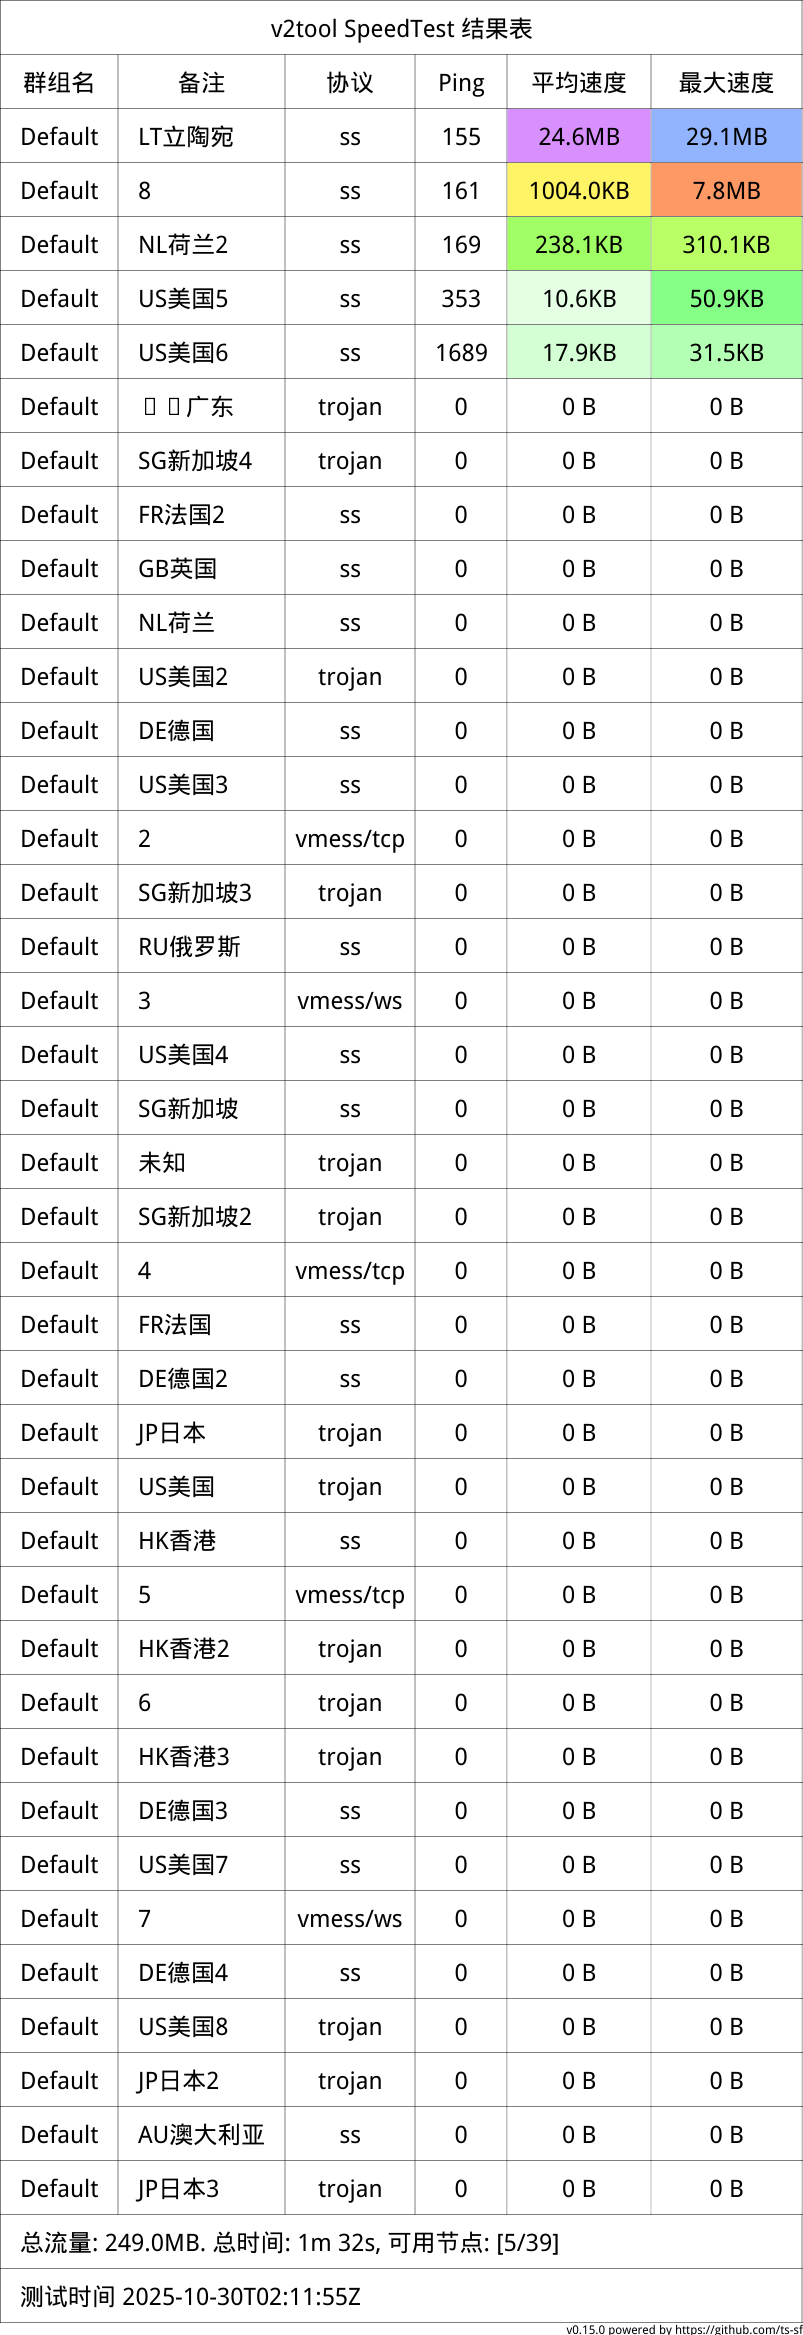 v2tool SpeedTest 结果表
群组名 备注 协议 Ping 平均速度 最大速度
Default LT立陶宛 ss 155 24.6MB 29.1MB
Default 8 ss 161 1004.0KB 7.8MB
Default NL荷兰2 ss 169 238.1KB 310.1KB
Default US美国5 ss 353 10.6KB 50.9KB
Default US美国6 ss 1689 17.9KB 31.5KB
Default 广东 trojan 0 0 B 0 B
Default SG新加坡4 trojan 0 0 B 0 B
Default FR法国2 ss 0 0 B 0 B
Default GB英国 ss 0 0 B 0 B
Default NL荷兰 ss 0 0 B 0 B
Default US美国2 trojan 0 0 B 0 B
Default DE德国 ss 0 0 B 0 B
Default US美国3 ss 0 0 B 0 B
Default 2 vmess/tcp 0 0 B 0 B
Default SG新加坡3 trojan 0 0 B 0 B
Default RU俄罗斯 ss 0 0 B 0 B
Default 3 vmess/ws 0 0 B 0 B
Default US美国4 ss 0 0 B 0 B
Default SG新加坡 ss 0 0 B 0 B
Default 未知 trojan 0 0 B 0 B
Default SG新加坡2 trojan 0 0 B 0 B
Default 4 vmess/tcp 0 0 B 0 B
Default FR法国 ss 0 0 B 0 B
Default DE德国2 ss 0 0 B 0 B
Default JP日本 trojan 0 0 B 0 B
Default US美国 trojan 0 0 B 0 B
Default HK香港 ss 0 0 B 0 B
Default 5 vmess/tcp 0 0 B 0 B
Default HK香港2 trojan 0 0 B 0 B
Default 6 trojan 0 0 B 0 B
Default HK香港3 trojan 0 0 B 0 B
Default DE德国3 ss 0 0 B 0 B
Default US美国7 ss 0 0 B 0 B
Default 7 vmess/ws 0 0 B 0 B
Default DE德国4 ss 0 0 B 0 B
Default US美国8 trojan 0 0 B 0 B
Default JP日本2 trojan 0 0 B 0 B
Default AU澳大利亚 ss 0 0 B 0 B
Default JP日本3 trojan 0 0 B 0 B
总流量: 249.0MB. 总时间: 1m 32s, 可用节点: [5/39]
测试时间 2025-10-30T02:11:55Z
v0.15.0 powered by https://github.com/ts-sf